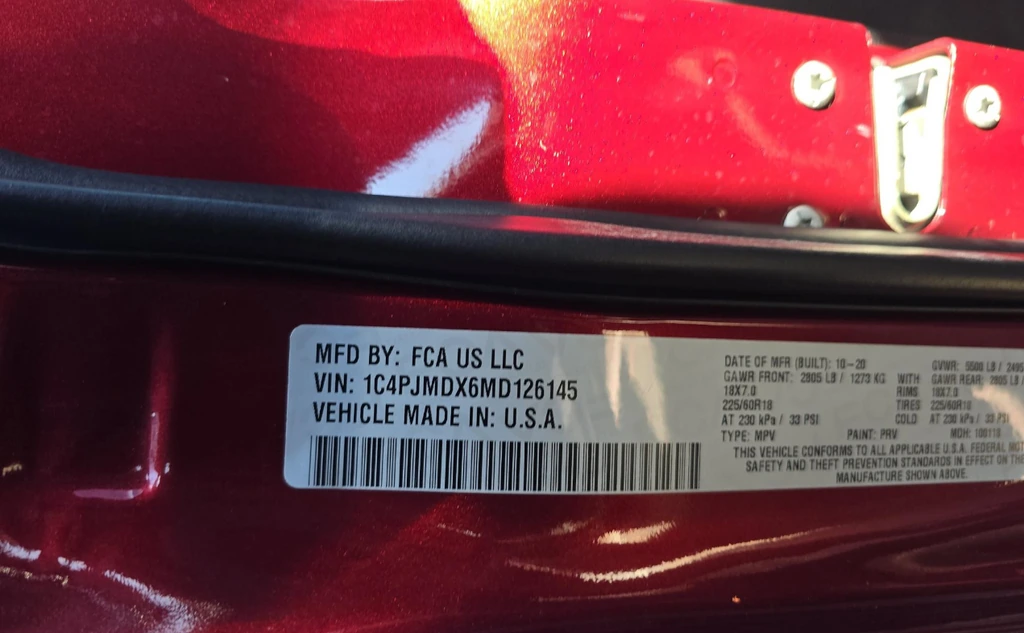 MFD BY: FCA US LLC
VIN: 1C4PJMDX6MD126145
VEHICLE MADE IN: U.S.A.
DATE OF MFR (BUILT): 10-20 GVWR: 5500 LB / 2495
GAWR FRONT: 2805 LB / 1273 KG WITH GAWR REAR: 2805 LB /
18X7.0 RIMS 18X7.0
225/60R18 TIRES 225/60R18
AT 230 kPa / 33 PSI COLD AT 230 kPa / 33 PSI
TYPE: MPV PAINT: PRV MDH: 100118
THIS VEHICLE CONFORMS TO ALL APPLICABLE U.S.A. FEDERAL MOT
SAFETY AND THEFT PREVENTION STANDARDS IN EFFECT ON THE
MANUFACTURE SHOWN ABOVE.